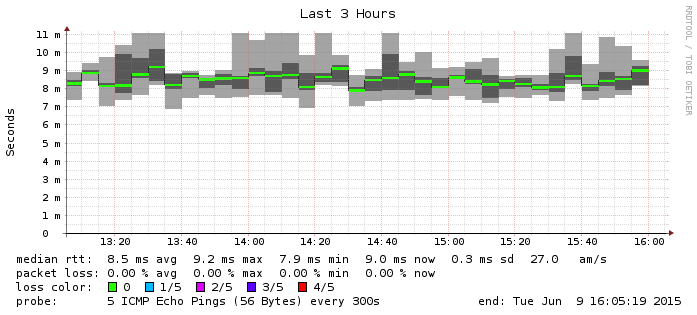 Last 3 Hours
RRDTOOL / TOBI OETIKER
Seconds
11 m
10 m
9 m
8 m
7 m
6 m
5 m
4 m
3 m
2 m
1 m
0
13:20 13:40 14:00 14:20 14:40 15:00 15:20 15:40 16:00
median rtt: 8.5 ms avg 9.2 ms max 7.9 ms min 9.0 ms now 0.3 ms sd 27.0 am/s
packet loss: 0.00 % avg 0.00 % max 0.00 % min 0.00 % now
loss color: 0 1/5 2/5 3/5 4/5
probe: 5 ICMP Echo Pings (56 Bytes) every 300s end: Tue Jun 9 16:05:19 2015